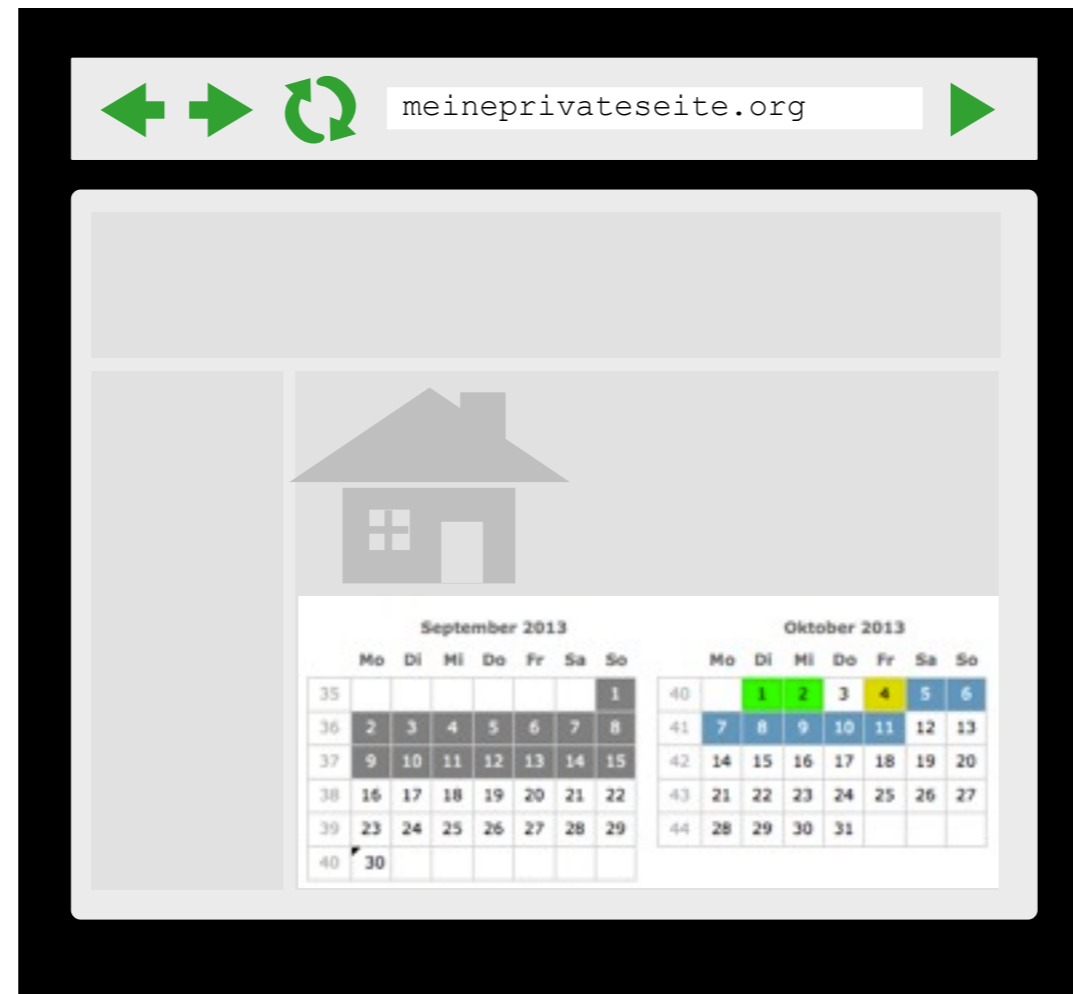 meineprivateseite.org
September 2013
Mo Di Mi Do Fr Sa So
35 1
36 2 3 4 5 6 7 8
37 9 10 11 12 13 14 15
38 16 17 18 19 20 21 22
39 23 24 25 26 27 28 29
40 30
Oktober 2013
Mo Di Mi Do Fr Sa So
40 1 2 3 4 5 6
41 7 8 9 10 11 12 13
42 14 15 16 17 18 19 20
43 21 22 23 24 25 26 27
44 28 29 30 31